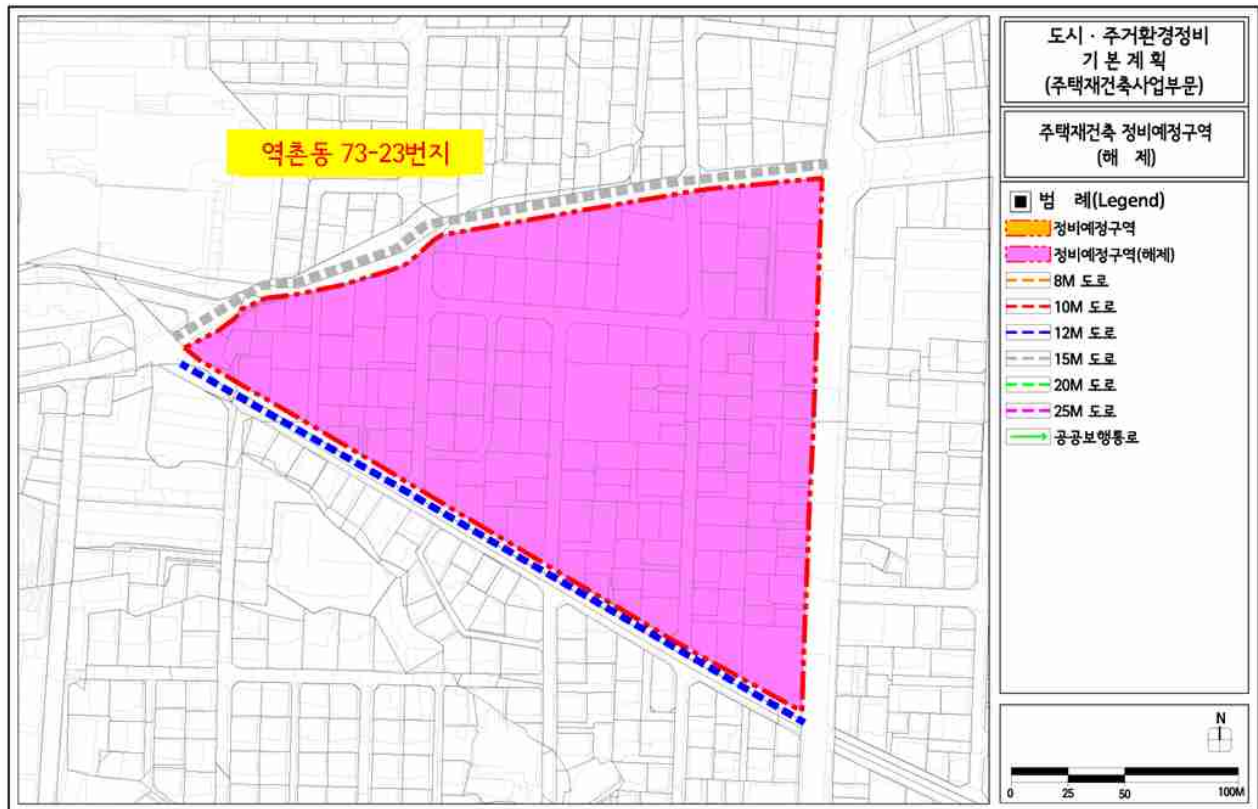 역촌동 73-23번지
도시 · 주거환경정비
기 본 계 획
(주택재건축사업부문)
주택재건축 정비예정구역
(해 제)
범 례(Legend)
정비예정구역
정비예정구역(해제)
8M 도로
10M 도로
12M 도로
15M 도로
20M 도로
25M 도로
공공보행통로
N
0 25 50 100M